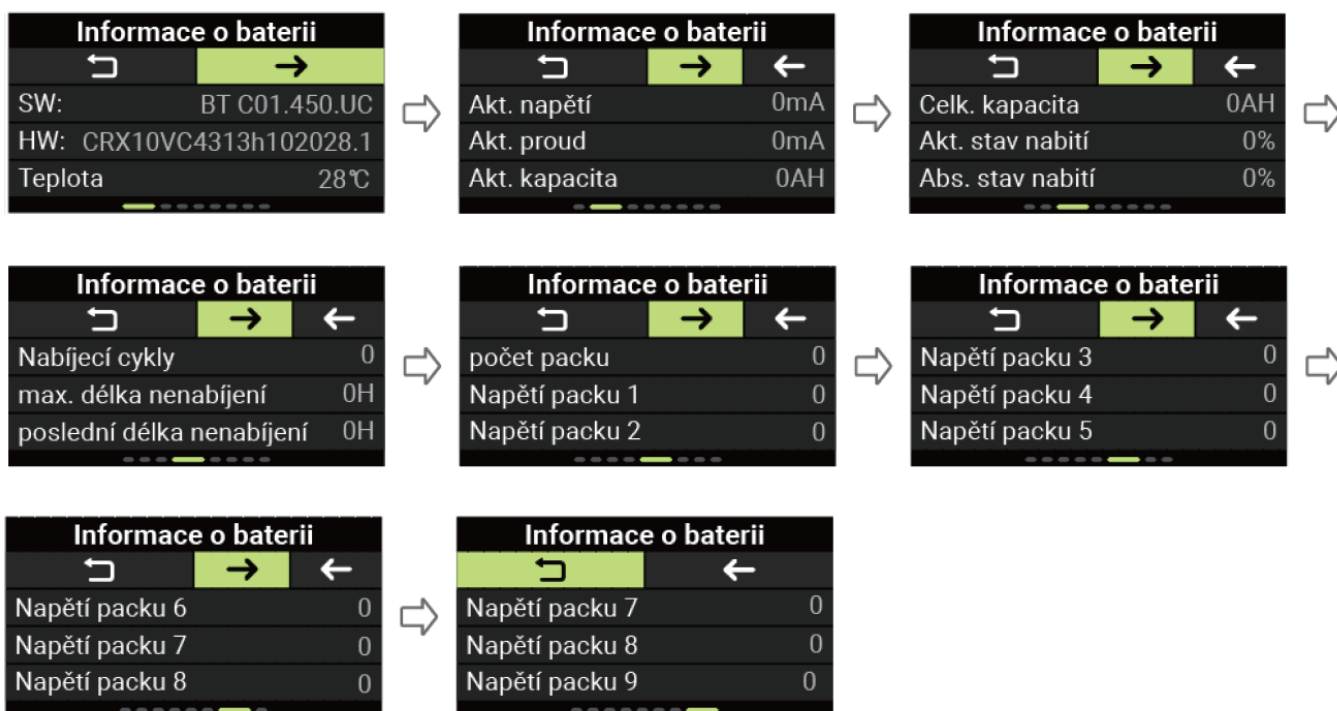 Informace o baterii
SW: BT C01.450.UC
HW: CRX10VC4313h102028.1
Teplota 28℃
Informace o baterii
Akt. napětí 0mA
Akt. proud 0mA
Akt. kapacita 0AH
Informace o baterii
Celk. kapacita 0AH
Akt. stav nabití 0%
Abs. stav nabití 0%
Informace o baterii
Nabíjecí cykly 0
max. délka nenabíjení 0H
poslední délka nenabíjení 0H
Informace o baterii
počet packu 0
Napětí packu 1 0
Napětí packu 2 0
Informace o baterii
Napětí packu 3 0
Napětí packu 4 0
Napětí packu 5 0
Informace o baterii
Napětí packu 6 0
Napětí packu 7 0
Napětí packu 8 0
Informace o baterii
Napětí packu 7 0
Napětí packu 8 0
Napětí packu 9 0